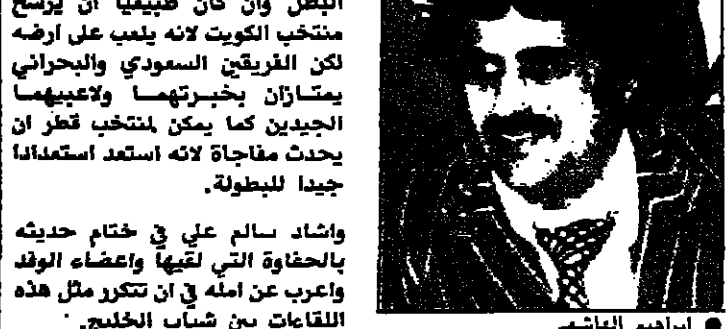 البطل وان كان طبيعيا ان يرشح
منتخب الكويت لانه يلعب على ارضه
لكن الفريقين السعودي والبحراني
يمتازان بخبرتهما ولاعبيهما
الجيدين كما يمكن لمنتخب قطر ان
يحدث مفاجاة لانه استعد استعدادا
جيدا للبطولة.
واشاد سالم علي في ختام حديثه
بالحفاوة التي لقيها واعضاء الوفد
واعرب عن امله في ان تتكرر مثل هذه
اللقاءات بين شباب الخليج.
● ابراهيم الهاشمي